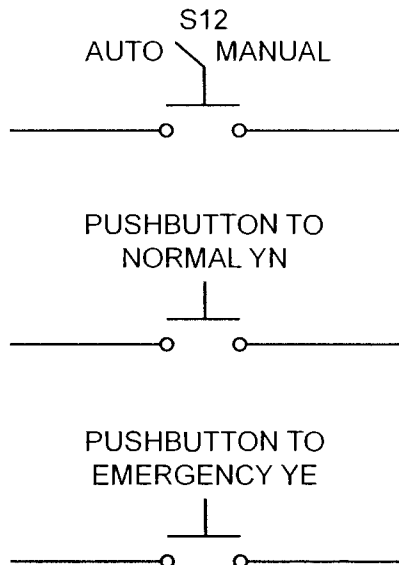 S12
AUTO MANUAL
PUSHBUTTON TO
NORMAL YN
PUSHBUTTON TO
EMERGENCY YE